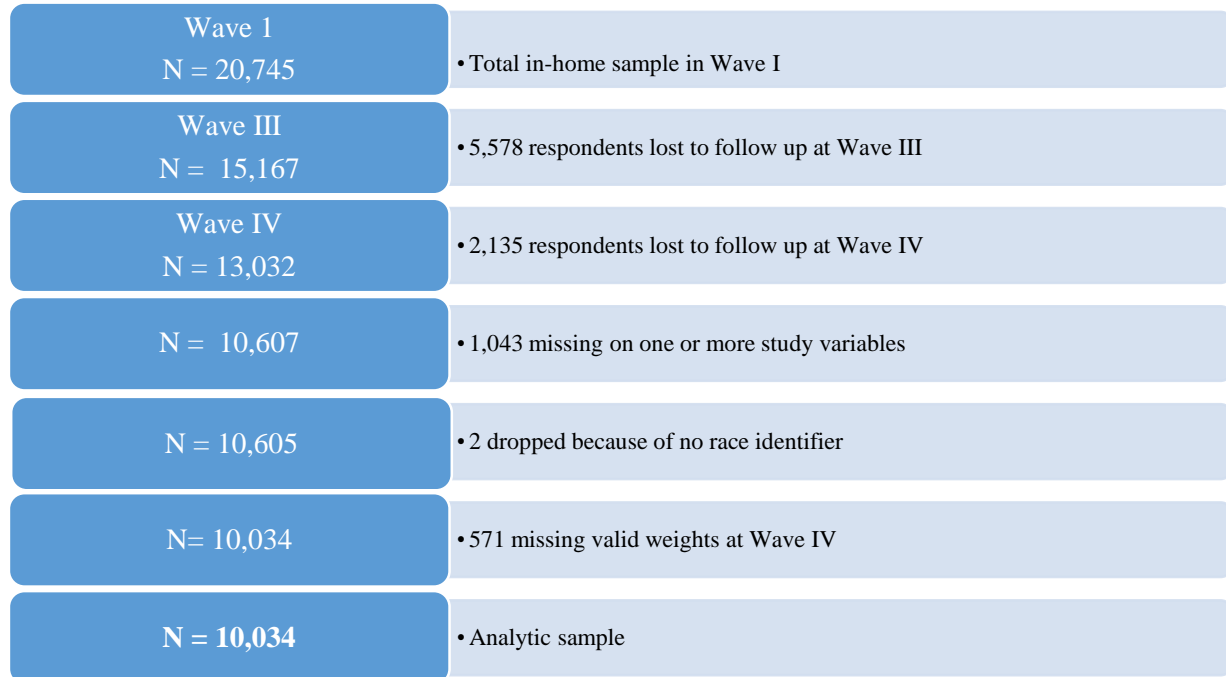 Wave 1
N = 20,745
• Total in-home sample in Wave I
Wave III
N = 15,167
• 5,578 respondents lost to follow up at Wave III
Wave IV
N = 13,032
• 2,135 respondents lost to follow up at Wave IV
N = 10,607
• 1,043 missing on one or more study variables
N = 10,605
• 2 dropped because of no race identifier
N= 10,034
• 571 missing valid weights at Wave IV
N = 10,034
• Analytic sample